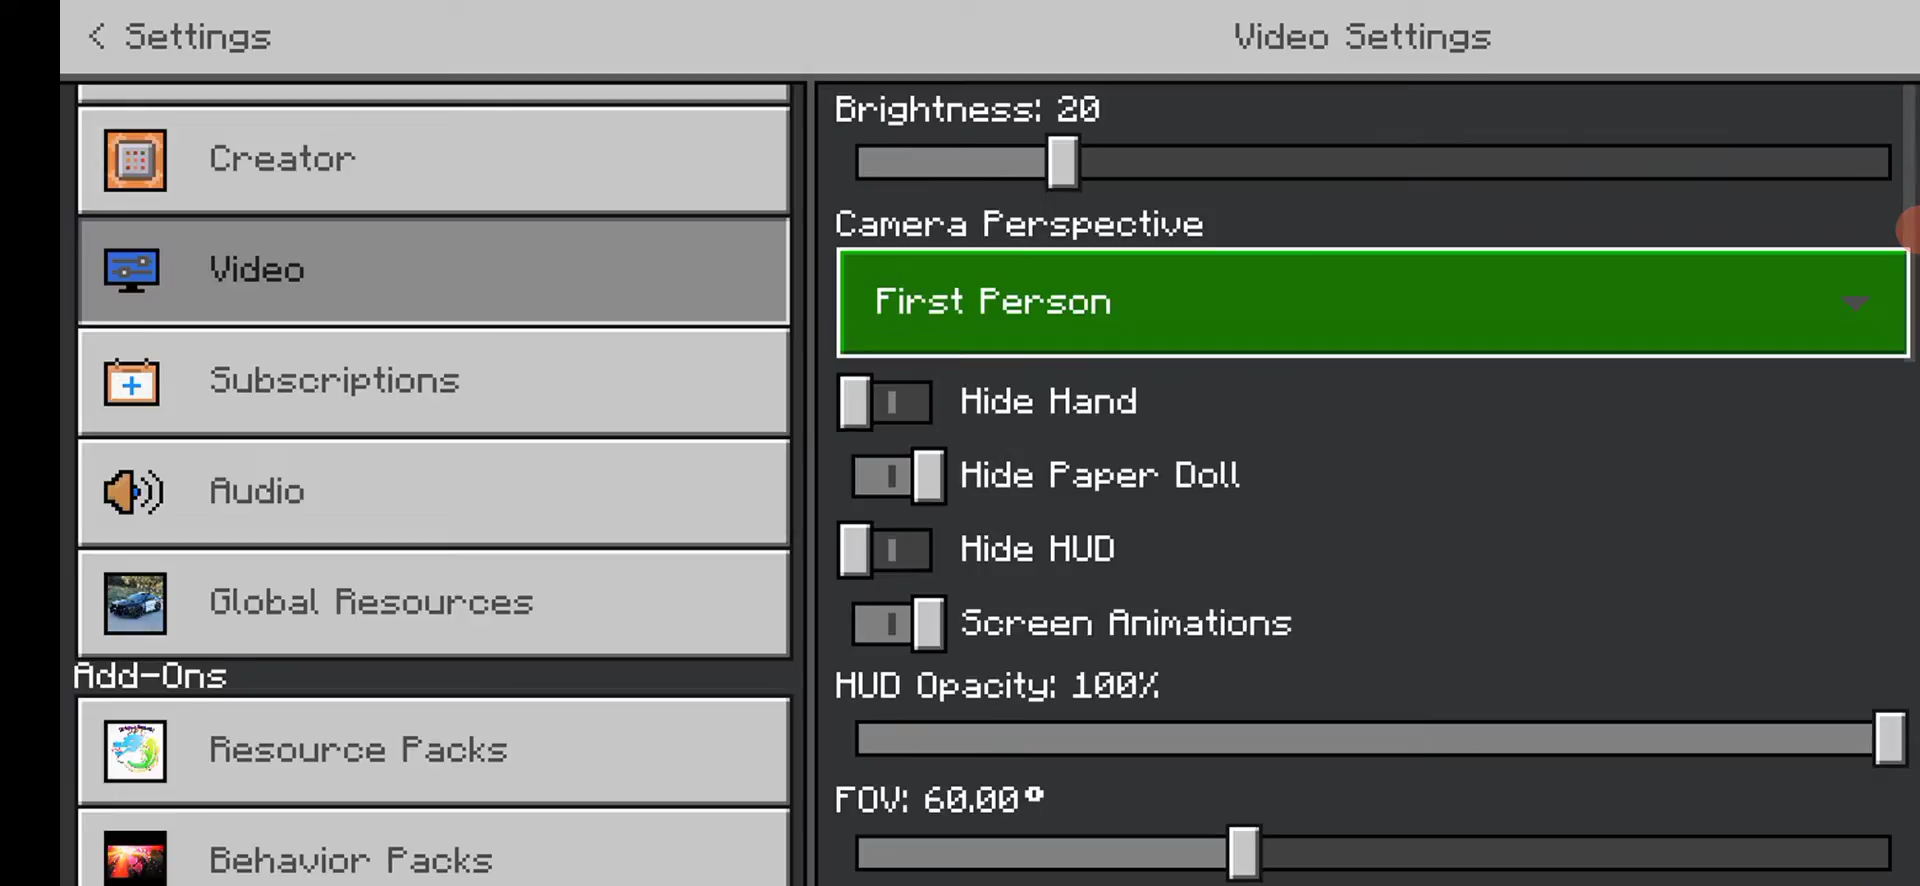 Settings
Video Settings
Creator
Video
Subscriptions
Audio
Global Resources
Add-Ons
Resource Packs
Behavior Packs
Brightness: 20
Camera Perspective
First Person
Hide Hand
Hide Paper Doll
Hide HUD
Screen Animations
HUD Opacity: 100%
FOV: 60.00°